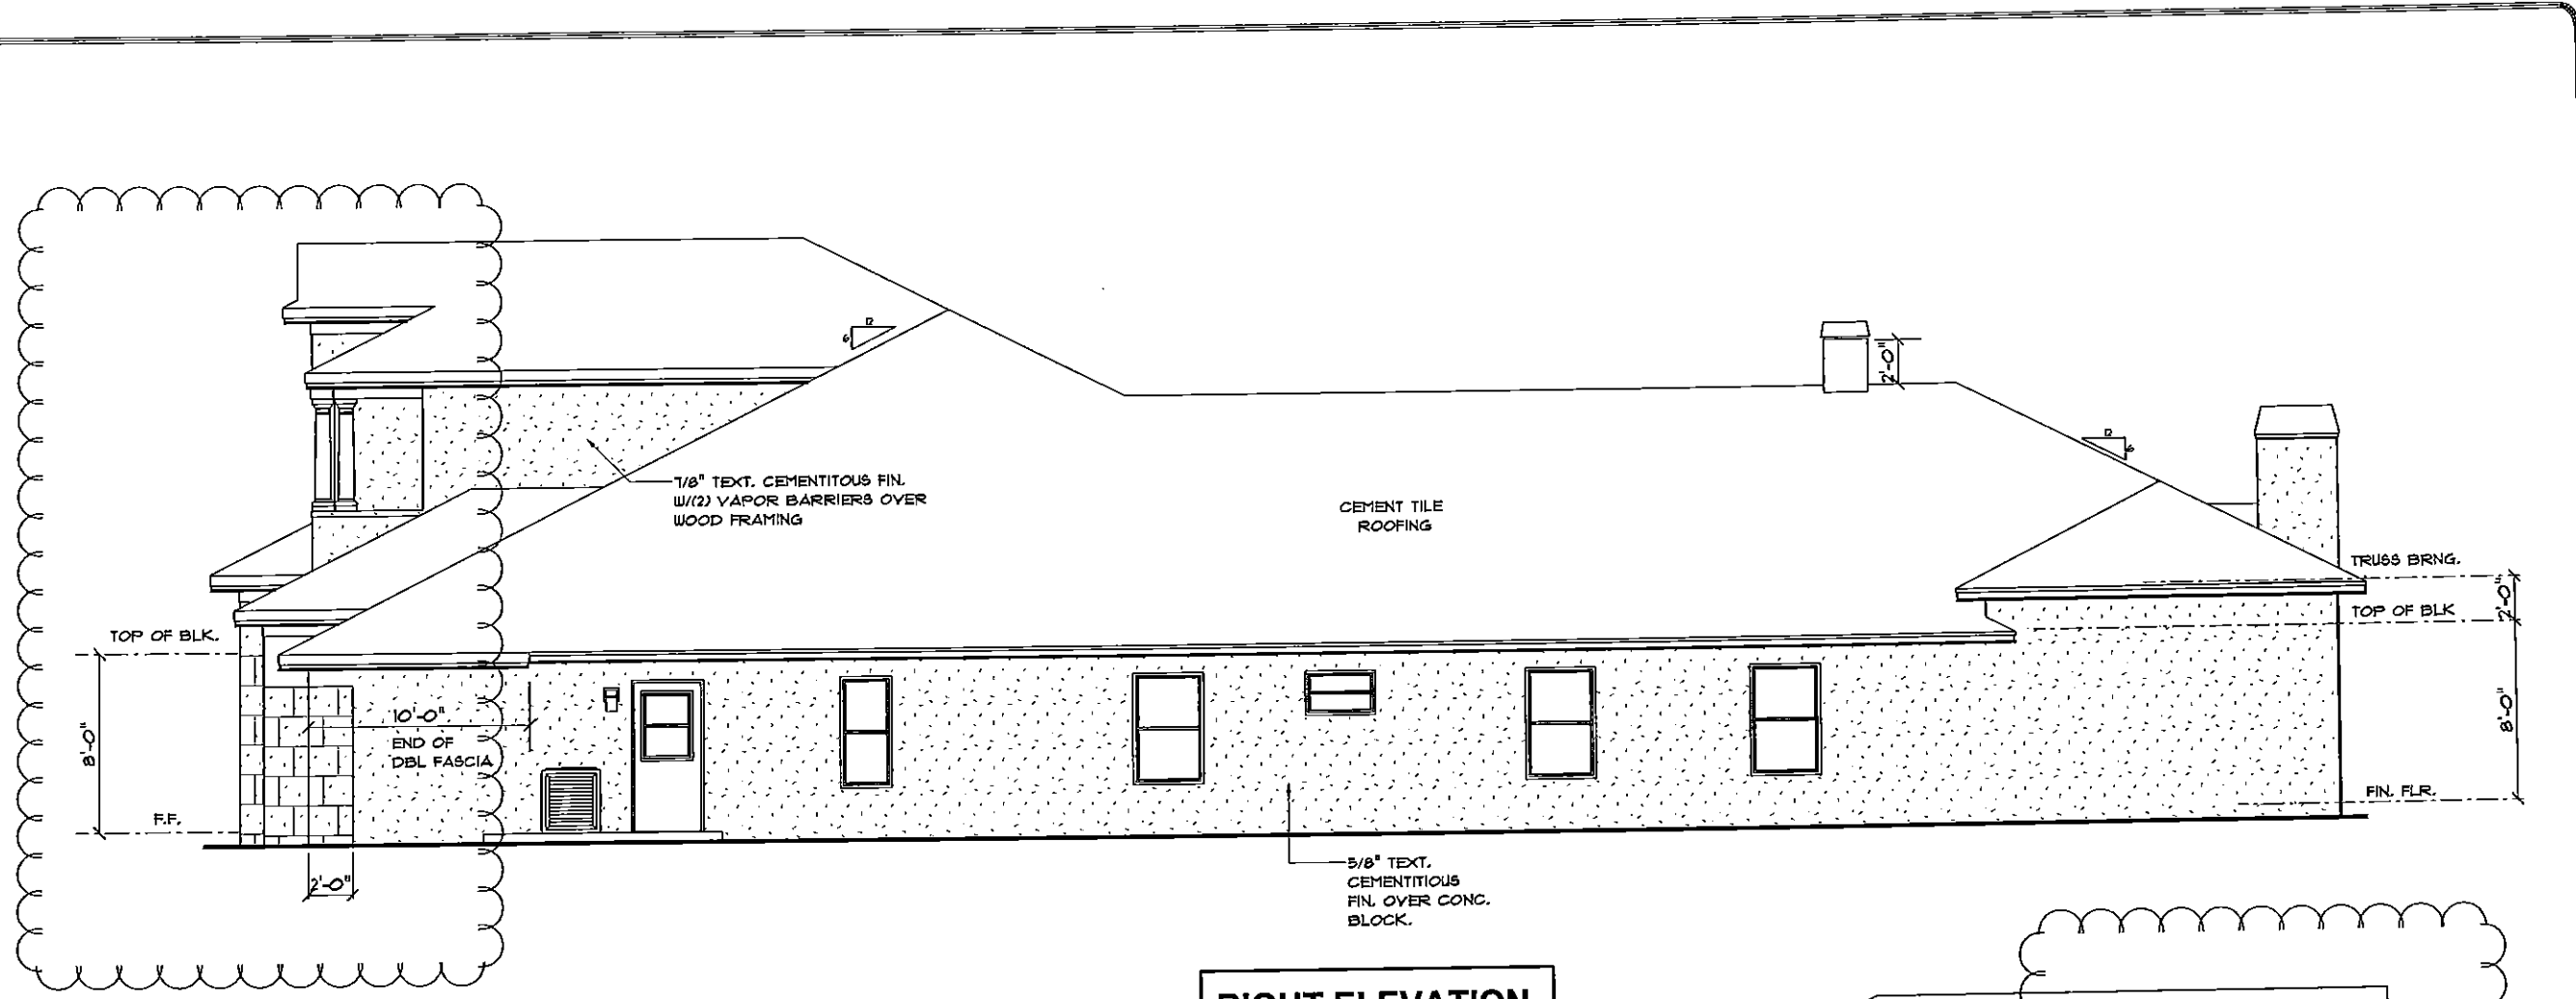 12
6
2'-0"
12
6
7/8" TEXT. CEMENTITOUS FIN.
W/(2) VAPOR BARRIERS OVER
WOOD FRAMING
CEMENT TILE
ROOFING
TRUSS BRNG.
2'-0"
TOP OF BLK
TOP OF BLK.
8'-0"
10'-0"
END OF
DBL FASCIA
8'-0"
FIN. FLR.
F.F.
2'-0"
5/8" TEXT.
CEMENTITIOUS
FIN. OVER CONC.
BLOCK.
RIGHT ELEVATION